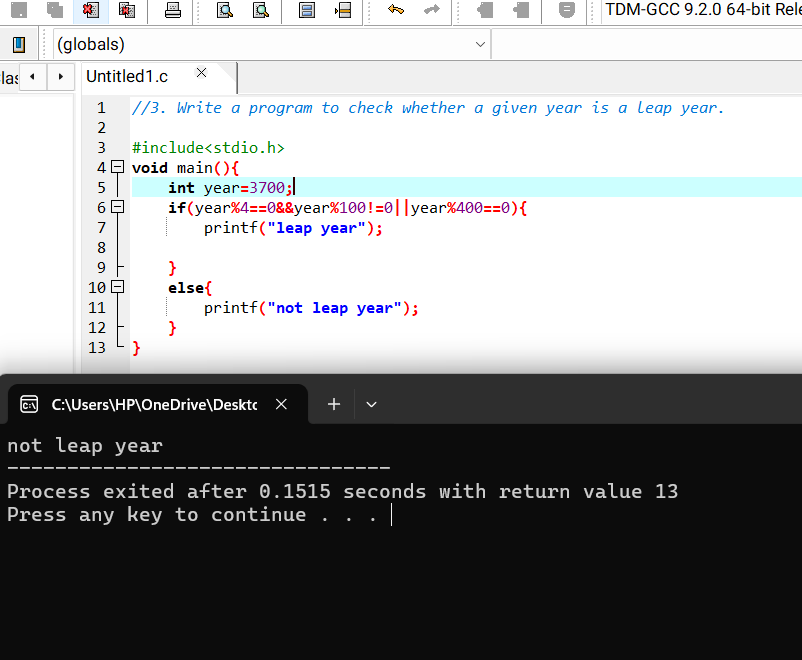 TDM-GCC 9.2.0 64-bit Rele
(globals)
Clas
Untitled1.c
1 //3. Write a program to check whether a given year is a leap year.
2
3 #include<stdio.h>
4 void main(){
5 int year=3700;
6 if(year%4==0&&year%100!=0||year%400==0){
7 printf("leap year");
8
9 }
10 else{
11 printf("not leap year");
12 }
13 }
C:\Users\HP\OneDrive\Deskto
not leap year
--------------------------------
Process exited after 0.1515 seconds with return value 13
Press any key to continue . . .